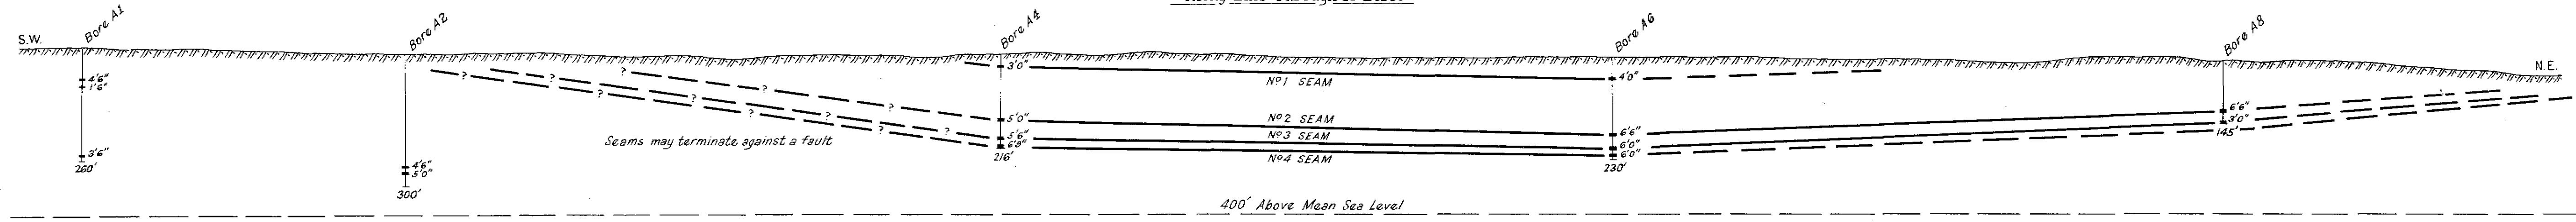 S.W.
Bore A1
Bore A2
Bore A4
Bore A6
Bore A8
N.E.
4'6"
1'6"
3'6"
260'
4'6"
5'0"
300'
? ? ? ? ?
? ? ? ?
? ? ?
Seams may terminate against a fault
3'0"
5'0"
5'6"
6'9"
216'
Nº1 SEAM
Nº2 SEAM
Nº3 SEAM
Nº4 SEAM
4'0"
6'6"
6'0"
6'0"
230'
6'6"
3'0"
145'
400' Above Mean Sea Level